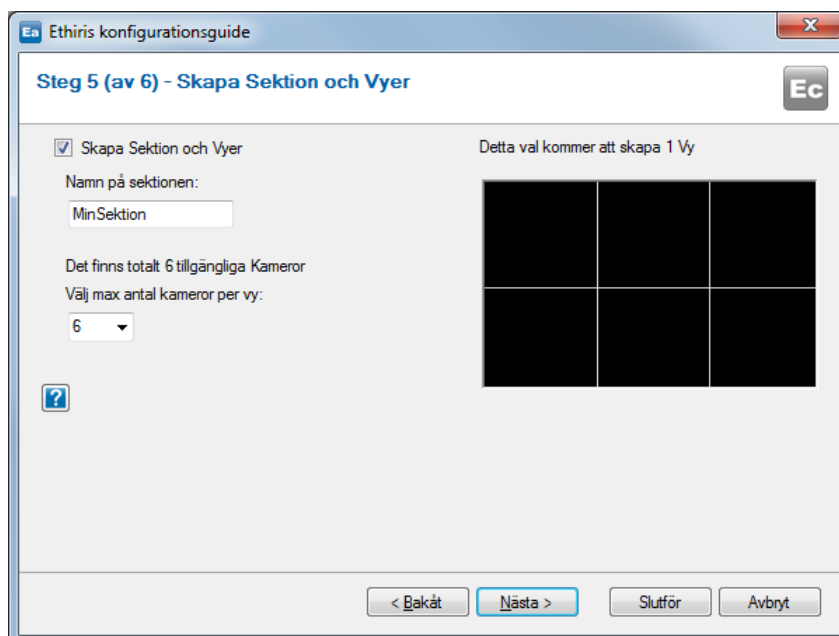 Ea Ethiris konfigurationsguide
Steg 5 (av 6) - Skapa Sektion och Vyer
Ec
Skapa Sektion och Vyer
Detta val kommer att skapa 1 Vy
Namn på sektionen:
MinSektion
Det finns totalt 6 tillgängliga Kameror
Välj max antal kameror per vy:
6
?
< Bakåt
Nästa >
Slutför
Avbryt